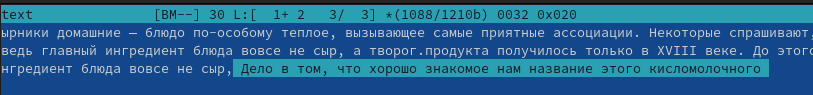 text [BM--] 30 L:[ 1+ 2 3/ 3] *(1088/1210b) 0032 0x020
ырники домашние — блюдо по-особому теплое, вызывающее самые приятные ассоциации. Некоторые спрашивают,
ведь главный ингредиент блюда вовсе не сыр, а творог.продукта получилось только в XVIII веке. До этого
нгредиент блюда вовсе не сыр, Дело в том, что хорошо знакомое нам название этого кисломолочного